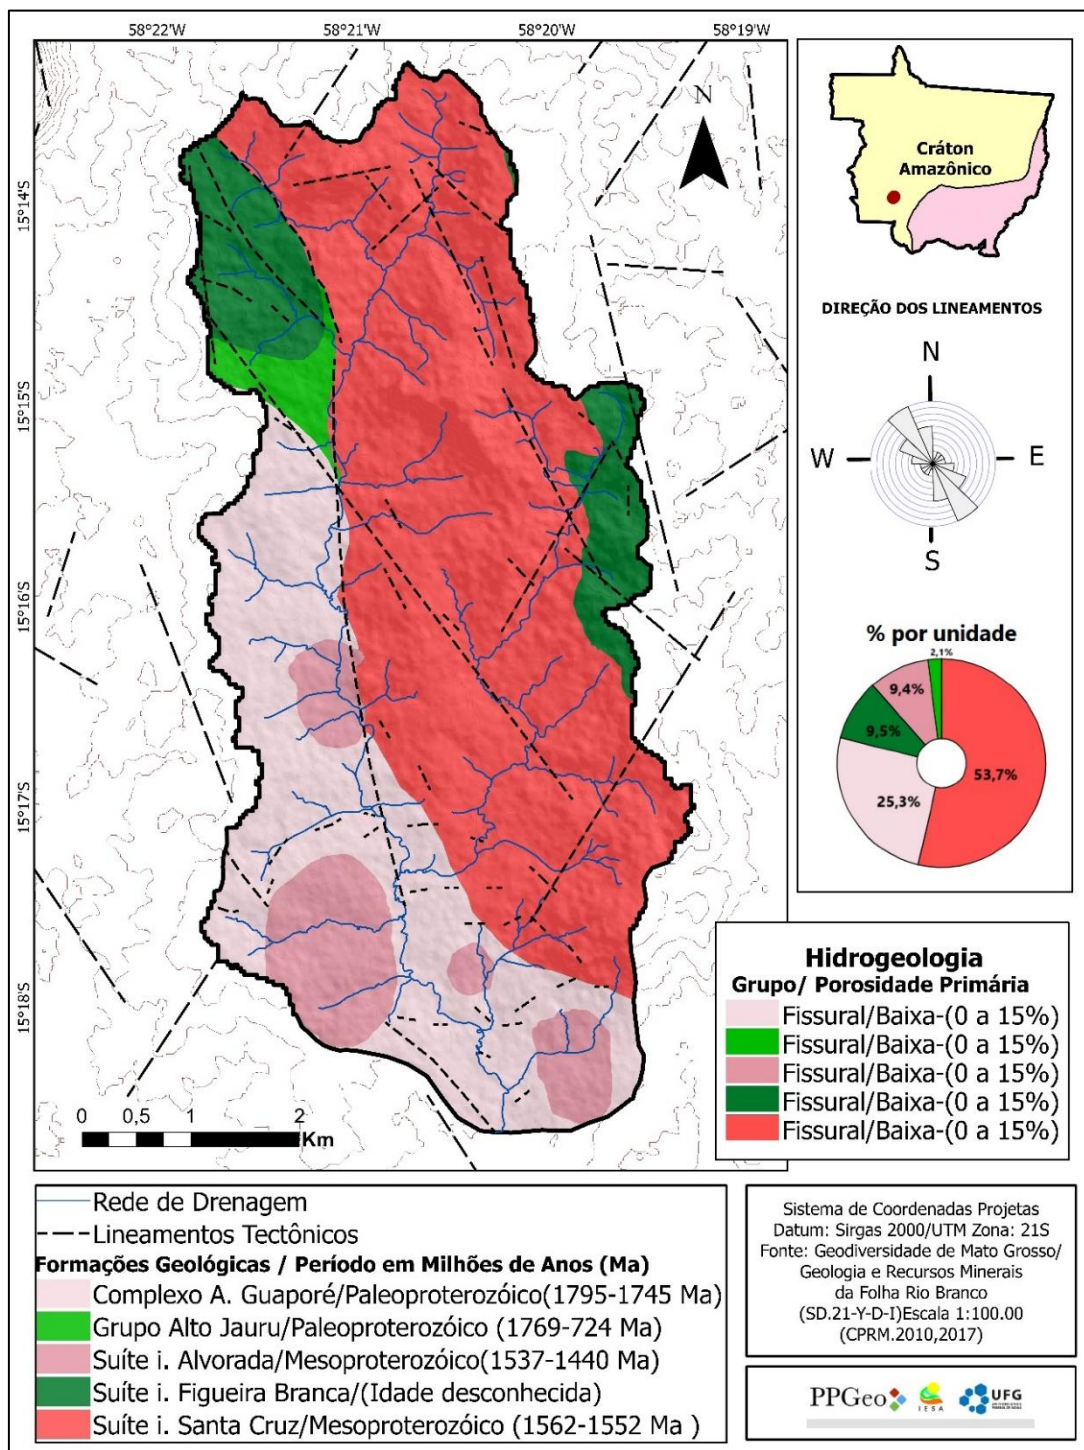 58°22'W 58°21'W 58°20'W 58°19'W
15°14'S
15°15'S
15°16'S
15°17'S
15°18'S
N
0 0,5 1 2
Km
Cráton
Amazônico
DIREÇÃO DOS LINEAMENTOS
N
W E
S
% por unidade
2,1%
9,4%
9,5%
53,7%
25,3%
Hidrogeologia
Grupo/ Porosidade Primária
Fissural/Baixa-(0 a 15%)
Fissural/Baixa-(0 a 15%)
Fissural/Baixa-(0 a 15%)
Fissural/Baixa-(0 a 15%)
Fissural/Baixa-(0 a 15%)
Rede de Drenagem
Lineamentos Tectônicos
Formações Geológicas / Período em Milhões de Anos (Ma)
Complexo A. Guaporé/Paleoproterozóico(1795-1745 Ma)
Grupo Alto Jauru/Paleoproterozóico (1769-724 Ma)
Suíte i. Alvorada/Mesoproterozóico(1537-1440 Ma)
Suíte i. Figueira Branca/(Idade desconhecida)
Suíte i. Santa Cruz/Mesoproterozóico (1562-1552 Ma )
Sistema de Coordenadas Projetas
Datum: Sirgas 2000/UTM Zona: 21S
Fonte: Geodiversidade de Mato Grosso/
Geologia e Recursos Minerais
da Folha Rio Branco
(SD.21-Y-D-I)Escala 1:100.00
(CPRM.2010,2017)
PPGeo
IESA
UFG